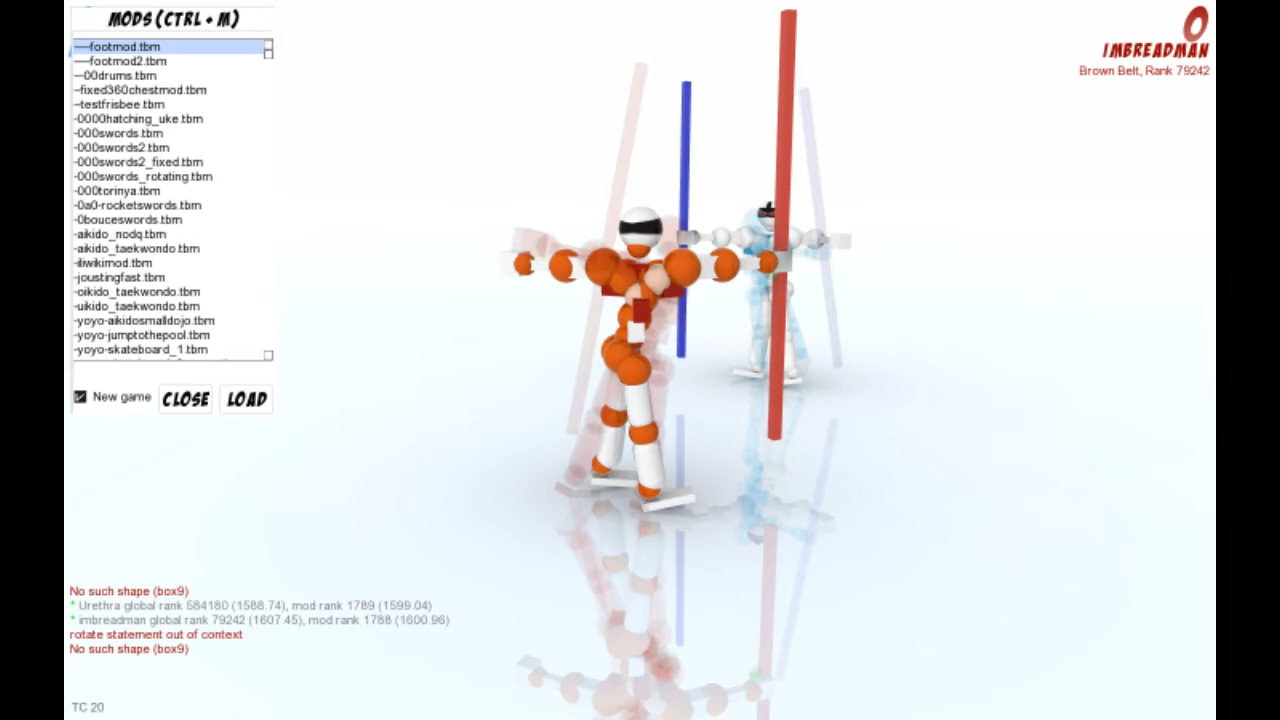 MODS (CTRL + M)
----footmod.tbm
----footmod2.tbm
---00drums.tbm
--fixed360chestmod.tbm
--testfrisbee.tbm
-0000hatching_uke.tbm
-000swords.tbm
-000swords2.tbm
-000swords2_fixed.tbm
-000swords_rotating.tbm
-000torinya.tbm
-0a0-rocketswords.tbm
-0bouceswords.tbm
-aikido_nodq.tbm
-aikido_taekwondo.tbm
-iliwikimod.tbm
-joustingfast.tbm
-oikido_taekwondo.tbm
-uikido_taekwondo.tbm
-yoyo-aikidosmalldojo.tbm
-yoyo-jumptothepool.tbm
-yoyo-skateboard_1.tbm
New game
CLOSE
LOAD
0
IMBREADMAN
Brown Belt, Rank 79242
No such shape (box9)
* Urethra global rank 584180 (1588.74), mod rank 1789 (1599.04)
* imbreadman global rank 79242 (1607.45), mod rank 1788 (1600.96)
rotate statement out of context
No such shape (box9)
TC 20